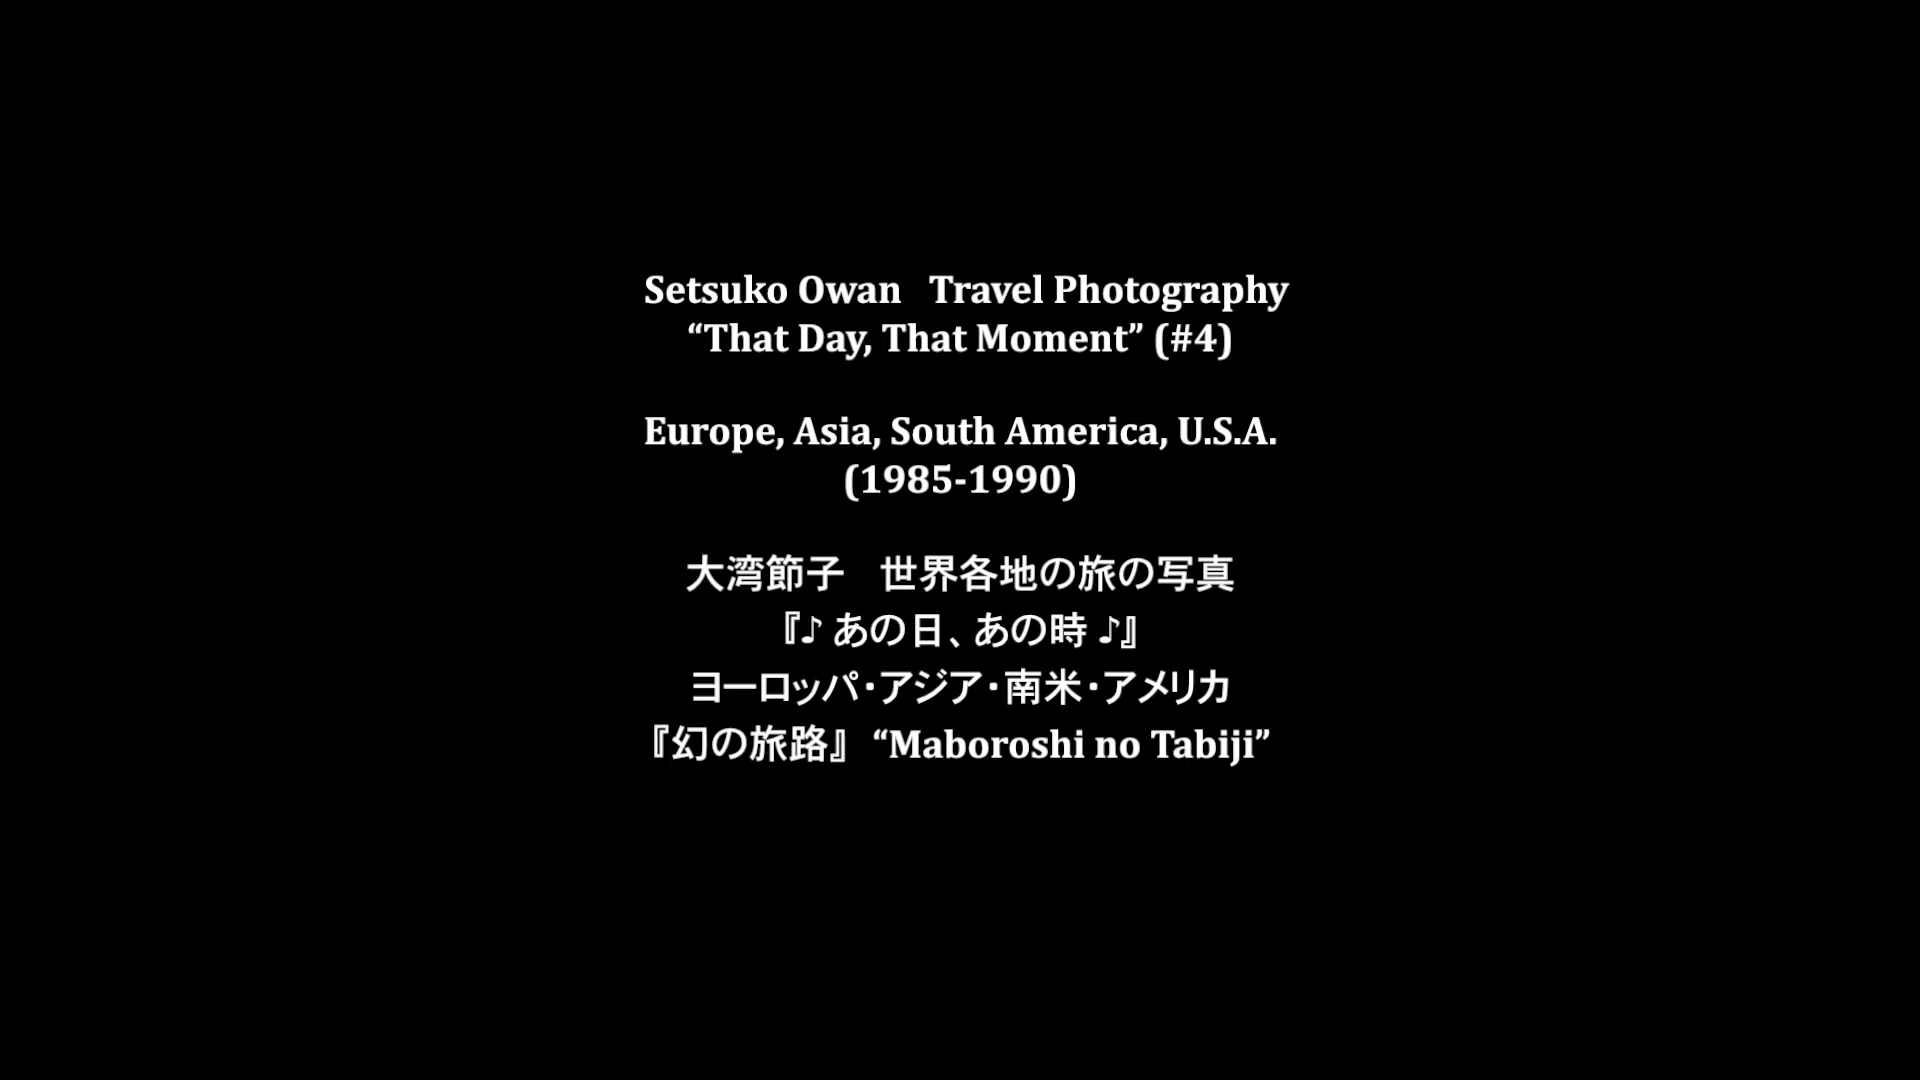 Setsuko Owan   Travel Photography
“That Day, That Moment” (#4)
Europe, Asia, South America, U.S.A.
(1985-1990)
大湾節子　世界各地の旅の写真
『♪ あの日、あの時 ♪』
ヨーロッパ・アジア・南米・アメリカ
『幻の旅路』 “Maboroshi no Tabiji”